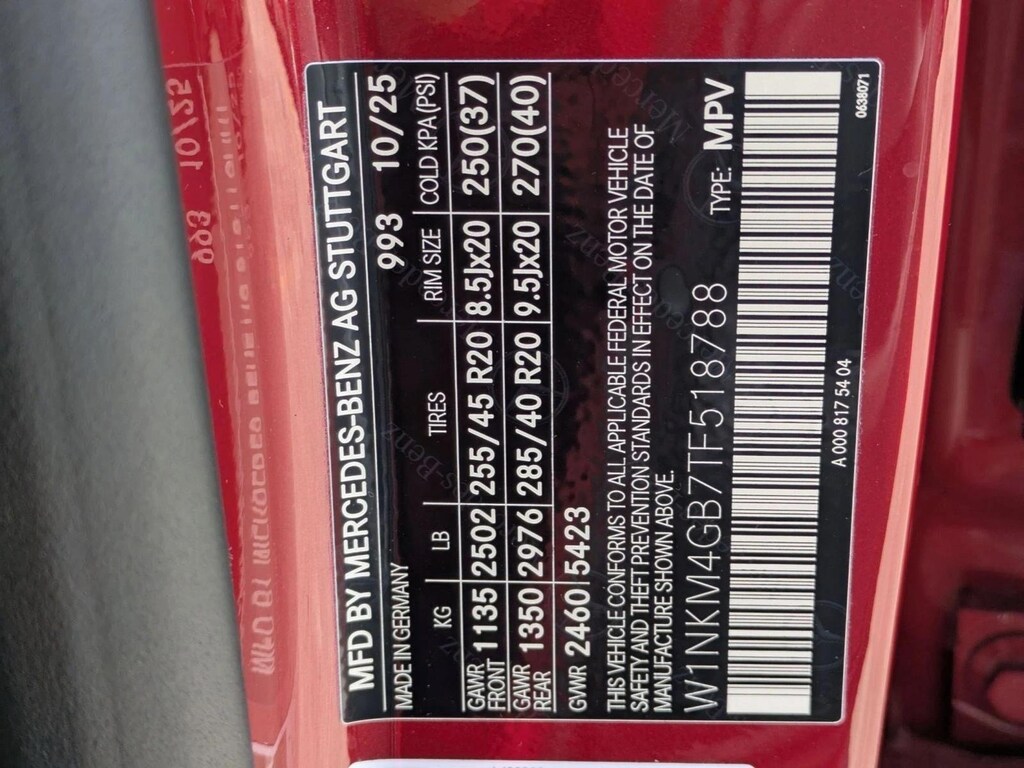 MFD BY MERCEDES-BENZ AG STUTTGART
MADE IN GERMANY 993 10/25
KG LB TIRES RIM SIZE COLD KPA(PSI)
GAWR FRONT 1135 2502 255/45 R20 8.5Jx20 250(37)
GAWR REAR 1350 2976 285/40 R20 9.5Jx20 270(40)
GWR 2460 5423
THIS VEHICLE CONFORMS TO ALL APPLICABLE FEDERAL MOTOR VEHICLE
SAFETY AND THEFT PREVENTION STANDARDS IN EFFECT ON THE DATE OF
MANUFACTURE SHOWN ABOVE.
W1NKM4GB7TF518788 TYPE: MPV
A 000 817 54 04 0638071